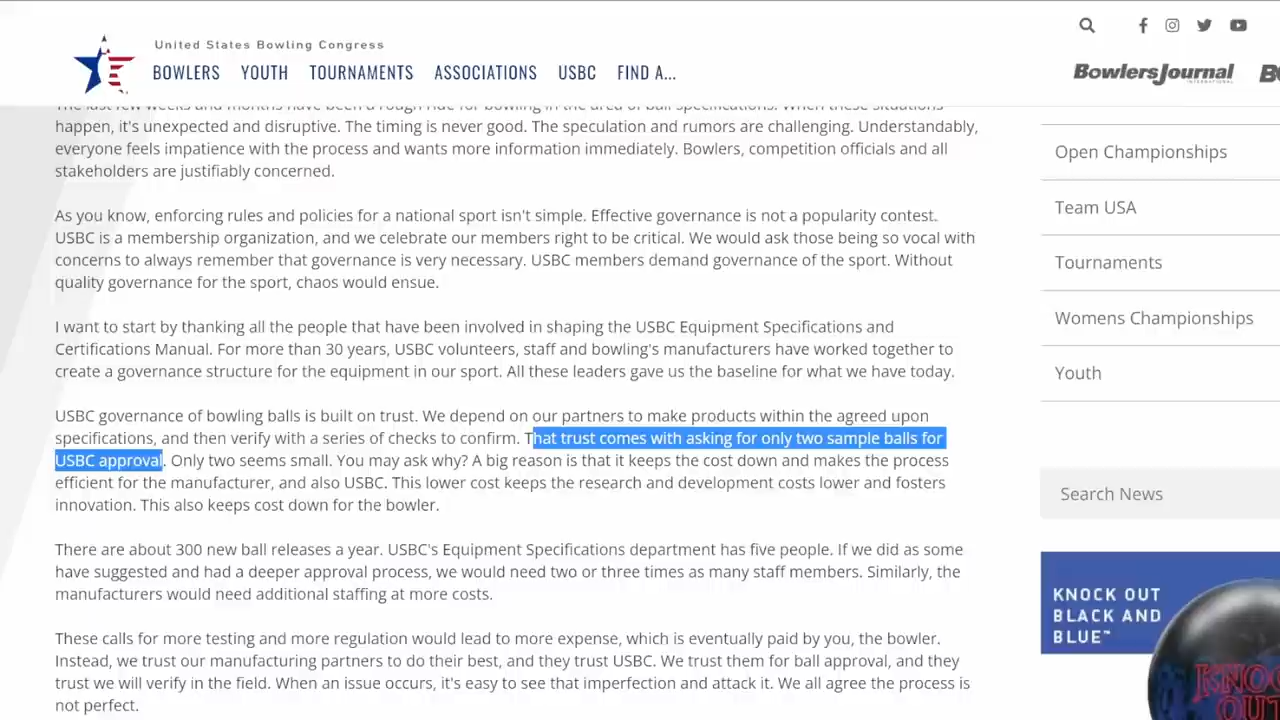 United States Bowling Congress
BOWLERS YOUTH TOURNAMENTS ASSOCIATIONS USBC FIND A...
BowlersJournal
INTERNATIONAL
The last few weeks and months have been a rough ride for bowling in the area of ball specifications. When these situations
happen, it's unexpected and disruptive. The timing is never good. The speculation and rumors are challenging. Understandably,
everyone feels impatience with the process and wants more information immediately. Bowlers, competition officials and all
stakeholders are justifiably concerned.
As you know, enforcing rules and policies for a national sport isn't simple. Effective governance is not a popularity contest.
USBC is a membership organization, and we celebrate our members right to be critical. We would ask those being so vocal with
concerns to always remember that governance is very necessary. USBC members demand governance of the sport. Without
quality governance for the sport, chaos would ensue.
I want to start by thanking all the people that have been involved in shaping the USBC Equipment Specifications and
Certifications Manual. For more than 30 years, USBC volunteers, staff and bowling's manufacturers have worked together to
create a governance structure for the equipment in our sport. All these leaders gave us the baseline for what we have today.
USBC governance of bowling balls is built on trust. We depend on our partners to make products within the agreed upon
specifications, and then verify with a series of checks to confirm. That trust comes with asking for only two sample balls for
USBC approval. Only two seems small. You may ask why? A big reason is that it keeps the cost down and makes the process
efficient for the manufacturer, and also USBC. This lower cost keeps the research and development costs lower and fosters
innovation. This also keeps cost down for the bowler.
There are about 300 new ball releases a year. USBC's Equipment Specifications department has five people. If we did as some
have suggested and had a deeper approval process, we would need two or three times as many staff members. Similarly, the
manufacturers would need additional staffing at more costs.
These calls for more testing and more regulation would lead to more expense, which is eventually paid by you, the bowler.
Instead, we trust our manufacturing partners to do their best, and they trust USBC. We trust them for ball approval, and they
trust we will verify in the field. When an issue occurs, it's easy to see that imperfection and attack it. We all agree the process is
not perfect.
Open Championships
Team USA
Tournaments
Womens Championships
Youth
Search News
KNOCK OUT
BLACK AND
BLUE™